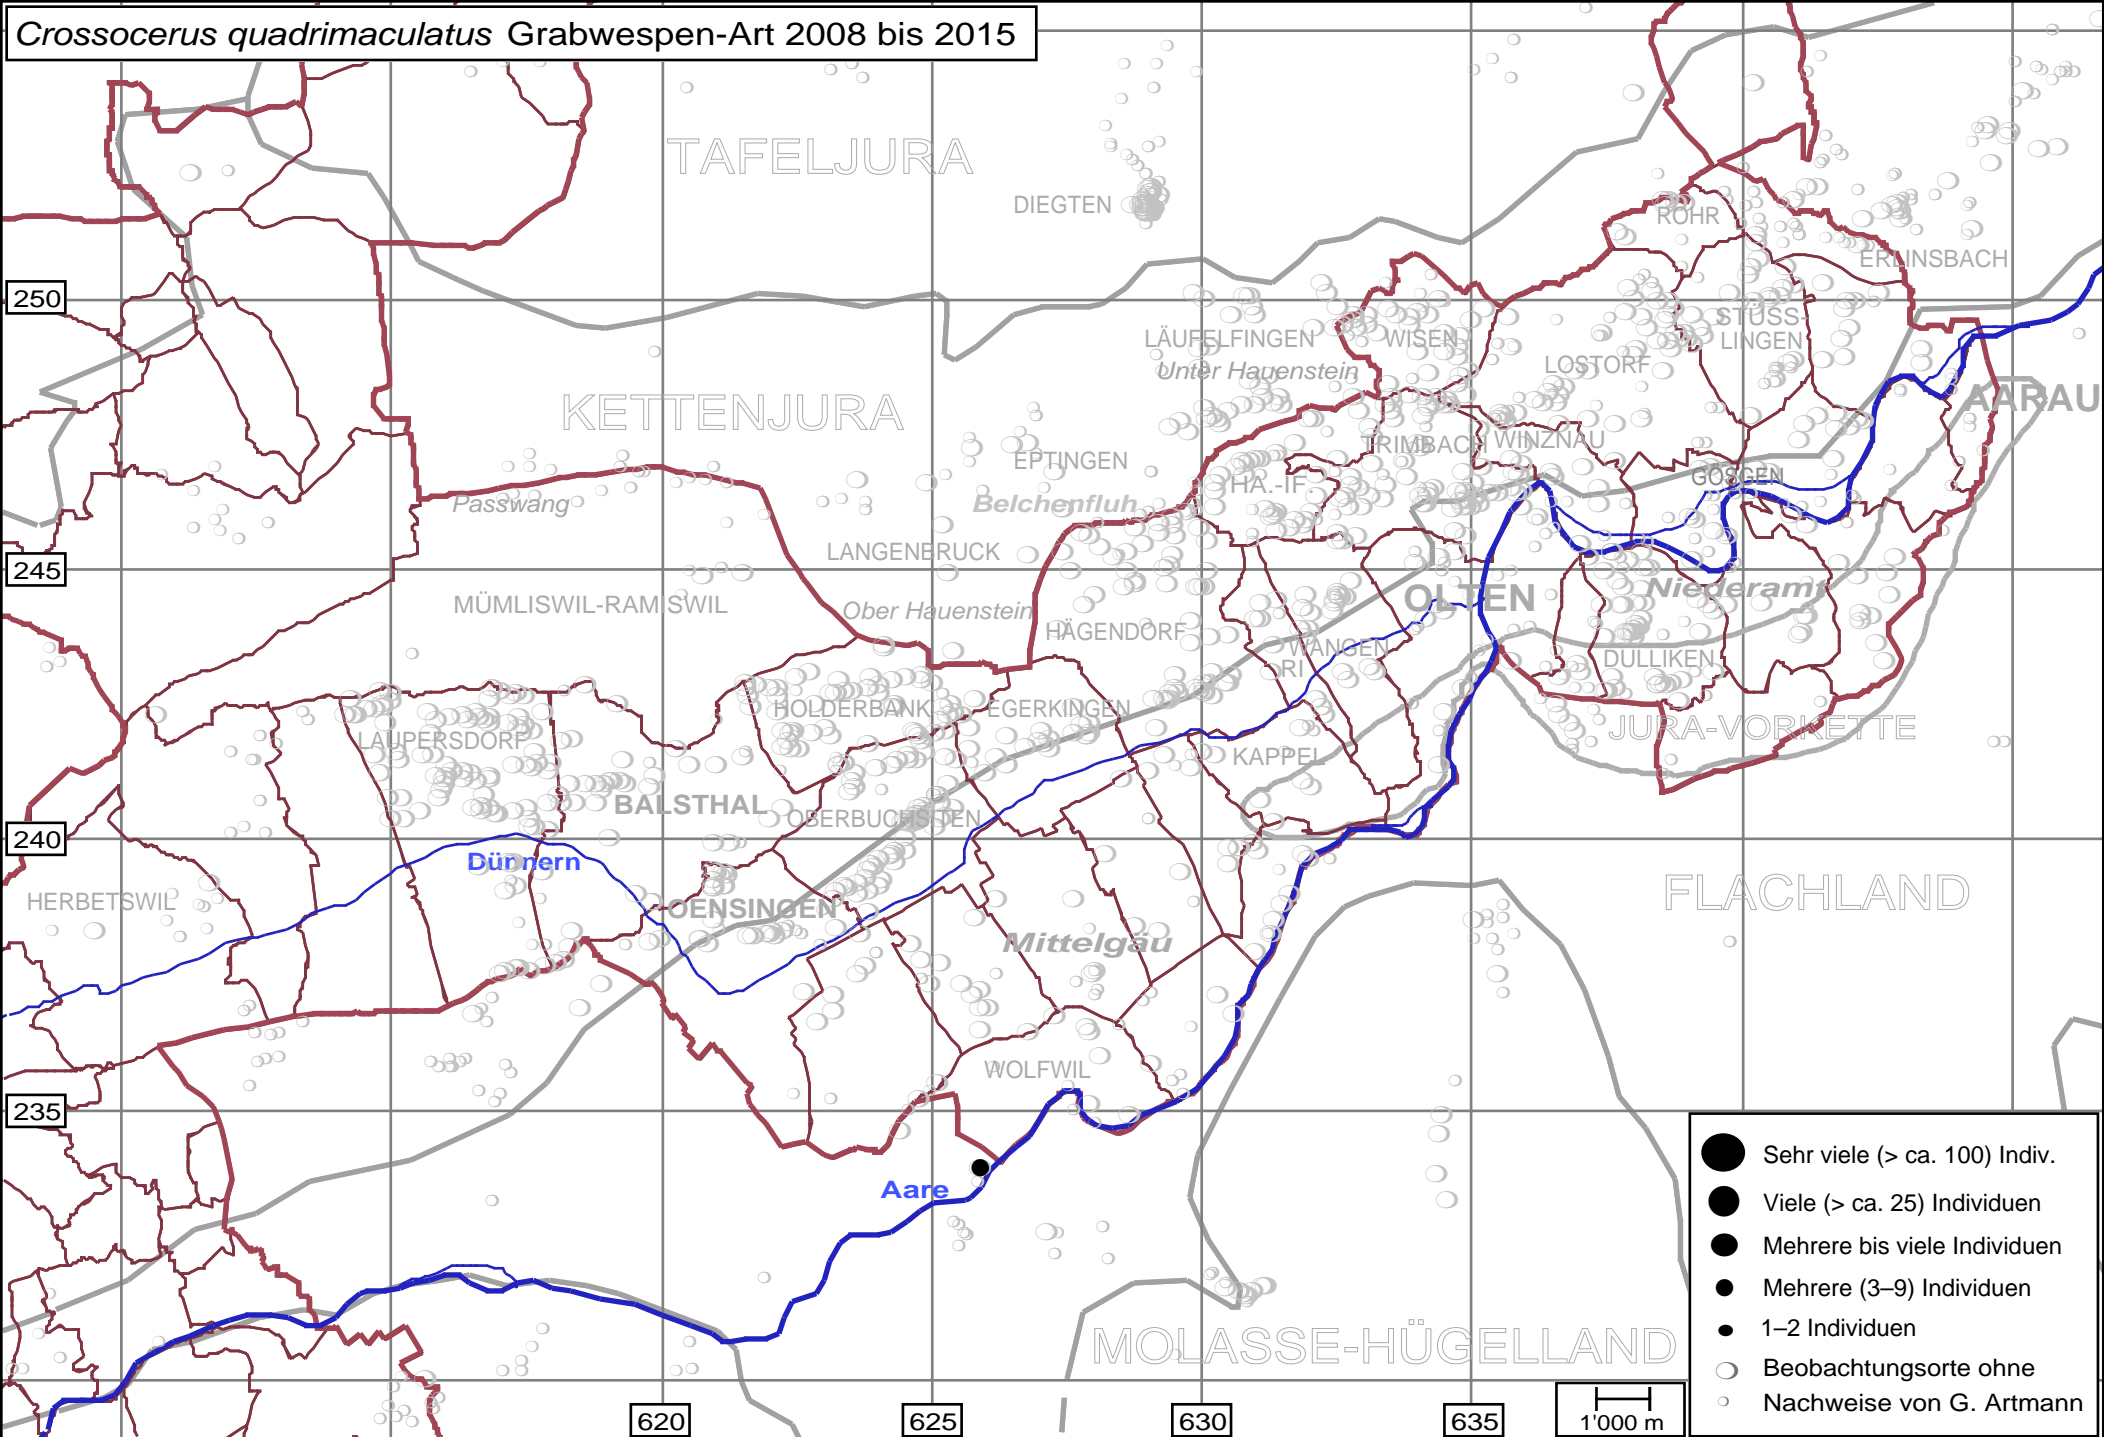 Crossocerus quadrimaculatus Grabwespen-Art 2008 bis 2015
TAFELJURA
DIEGTEN
ROHR
ERLINSBACH
250
LÄUFELFINGEN
WISEN
STÜSS-
LINGEN
Unter Hauenstein
LOSTORF
AARAU
KETTENJURA
TRIMBACH
WINZNAU
EPTINGEN
GÖSGEN
HA.-IF.
Passwang
Belchenfluh
LANGENBRUCK
245
MÜMLISWIL-RAMISWIL
Ober Hauenstein
OLTEN
Niederamt
HÄGENDORF
WANGEN
RI
DULLIKEN
HOLDERBANK
EGERKINGEN
LAUPERSDORF
JURA-VORKETTE
KAPPEL
BALSTHAL
OBERBUCHSITEN
240
Dünnern
HERBETSWIL
OENSINGEN
FLACHLAND
Mittelgäu
WOLFWIL
235
Aare
Sehr viele (> ca. 100) Indiv.
Viele (> ca. 25) Individuen
Mehrere bis viele Individuen
Mehrere (3–9) Individuen
1–2 Individuen
Beobachtungsorte ohne
Nachweise von G. Artmann
MOLASSE-HÜGELLAND
620
625
630
635
1'000 m